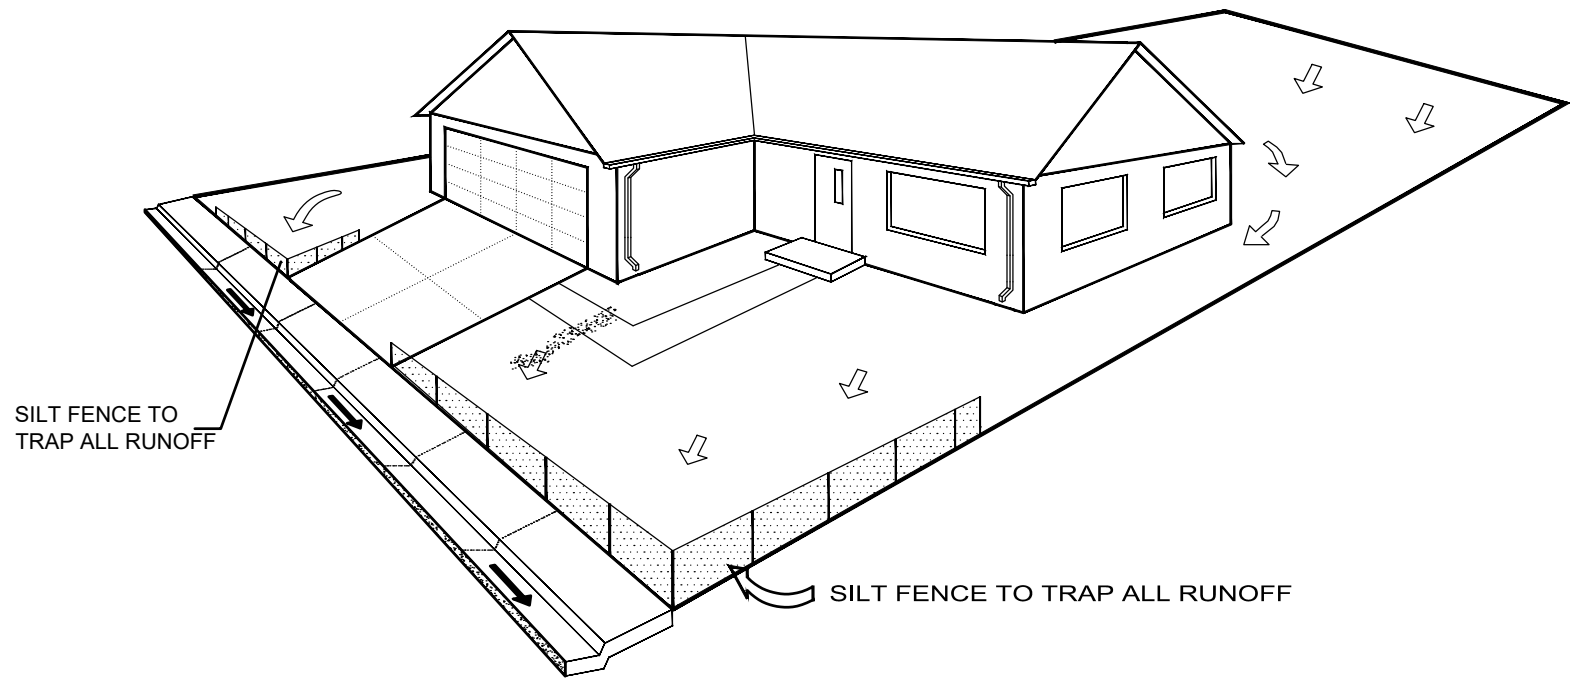 SILT FENCE TO
TRAP ALL RUNOFF
SILT FENCE TO TRAP ALL RUNOFF